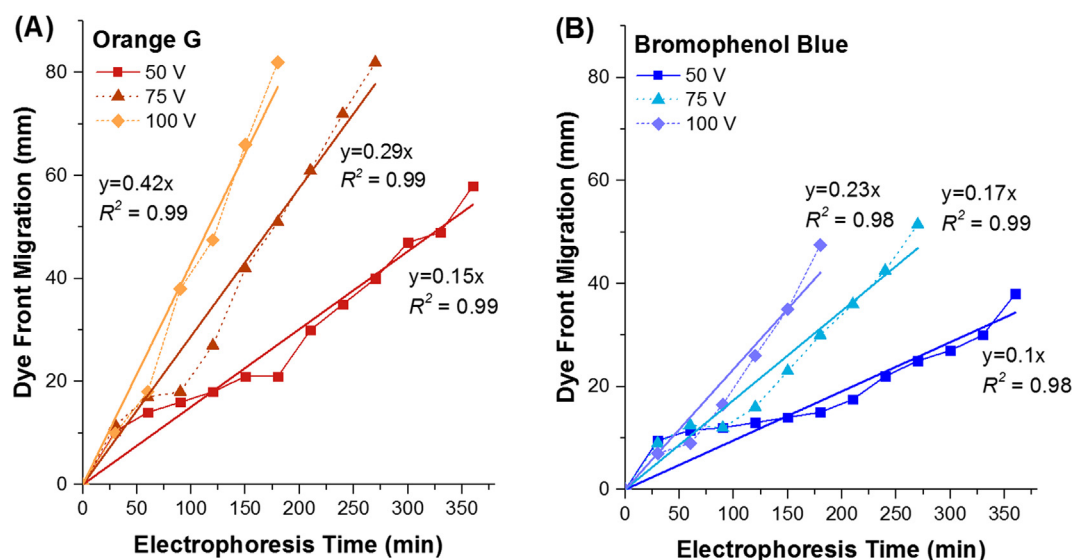 (A)
Orange G
50 V
75 V
100 V
y=0.42x
R² = 0.99
y=0.29x
R² = 0.99
y=0.15x
R² = 0.99
Dye Front Migration (mm)
80
60
40
20
0
0 50 100 150 200 250 300 350
Electrophoresis Time (min)
(B)
Bromophenol Blue
50 V
75 V
100 V
y=0.23x
R² = 0.98
y=0.17x
R² = 0.99
y=0.1x
R² = 0.98
Dye Front Migration (mm)
80
60
40
20
0
0 50 100 150 200 250 300 350
Electrophoresis Time (min)